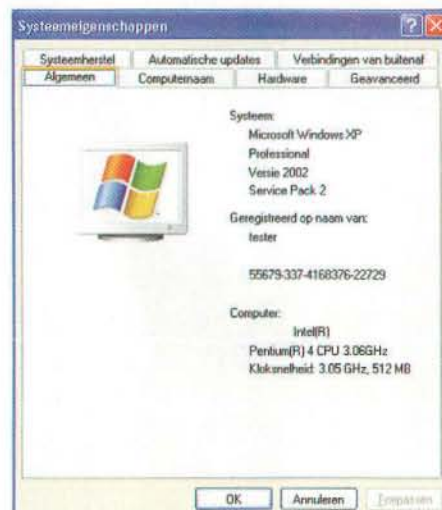 Systeemeigenschappen
Systeemherstel Automatische updates Verbindingen van buitenaf
Algemeen Computernaam Hardware Geavanceerd
Systeem:
Microsoft Windows XP
Professional
Versie 2002
Service Pack 2
Geregistreerd op naam van:
tester
55679-337-4168376-22729
Computer:
Intel(R)
Pentium(R) 4 CPU 3.06GHz
Kloksnelheid: 3.05 GHz, 512 MB
OK Annuleren Toepassen